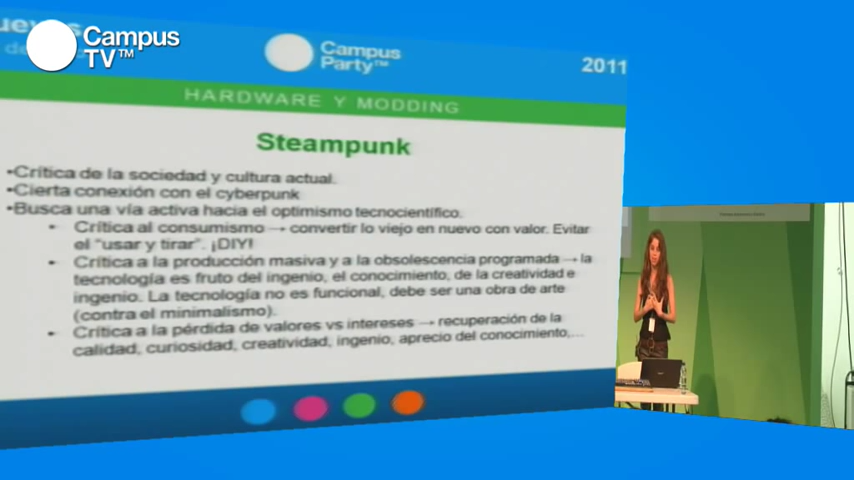 Campus
TV™
Campus
Party™
2011
HARDWARE Y MODDING
Steampunk
•Crítica de la sociedad y cultura actual.
•Cierta conexión con el cyberpunk
•Busca una vía activa hacia el optimismo tecnocientífico.
• Crítica al consumismo → convertir lo viejo en nuevo con valor. Evitar
el "usar y tirar". ¡DIY!
• Crítica a la producción masiva y a la obsolescencia programada → la
tecnología es fruto del ingenio, el conocimiento, de la creatividad e
ingenio. La tecnología no es funcional, debe ser una obra de arte
(contra el minimalismo).
• Crítica a la pérdida de valores vs intereses → recuperación de la
calidad, curiosidad, creatividad, ingenio, aprecio del conocimiento,...